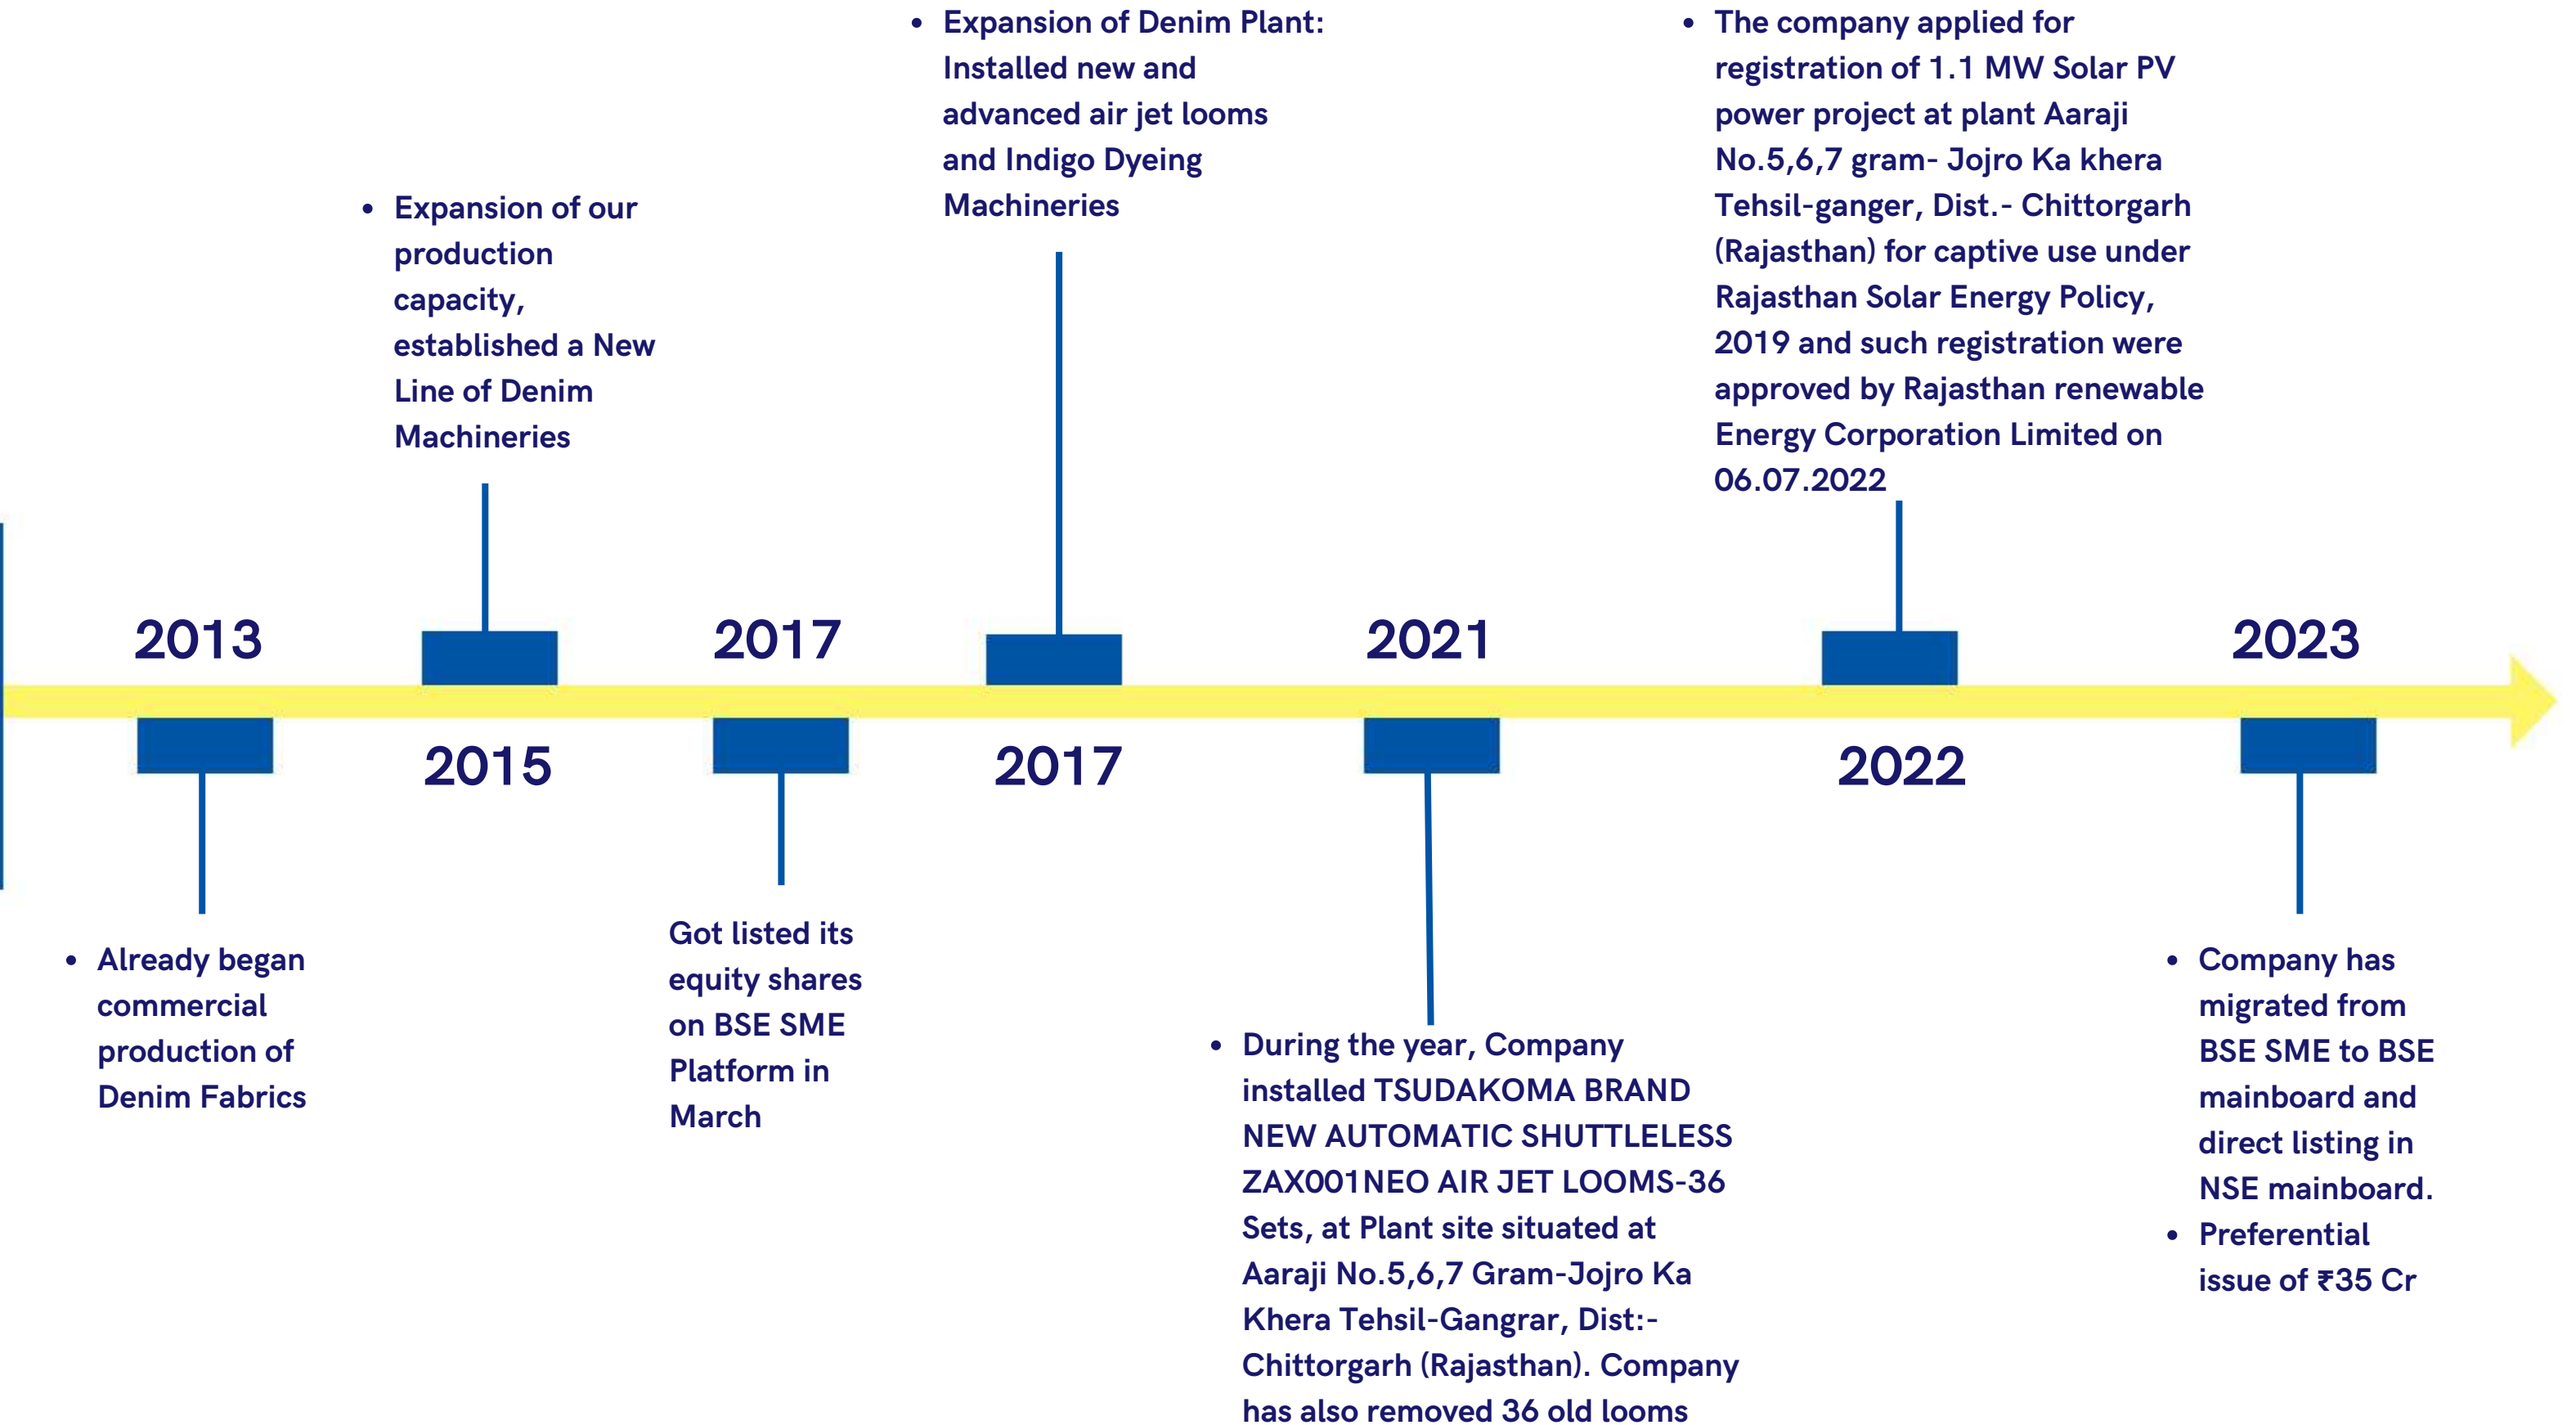 • Expansion of Denim Plant:
Installed new and
advanced air jet looms
and Indigo Dyeing
Machineries
• The company applied for
registration of 1.1 MW Solar PV
power project at plant Aaraji
No.5,6,7 gram- Jojro Ka khera
Tehsil-ganger, Dist.- Chittorgarh
(Rajasthan) for captive use under
Rajasthan Solar Energy Policy,
2019 and such registration were
approved by Rajasthan renewable
Energy Corporation Limited on
06.07.2022
• Expansion of our
production
capacity,
established a New
Line of Denim
Machineries
2013
2017
2021
2023
2015
2017
2022
• Already began
commercial
production of
Denim Fabrics
Got listed its
equity shares
on BSE SME
Platform in
March
• During the year, Company
installed TSUDAKOMA BRAND
NEW AUTOMATIC SHUTTLELESS
ZAX001NEO AIR JET LOOMS-36
Sets, at Plant site situated at
Aaraji No.5,6,7 Gram-Jojro Ka
Khera Tehsil-Gangrar, Dist:-
Chittorgarh (Rajasthan). Company
has also removed 36 old looms
• Company has
migrated from
BSE SME to BSE
mainboard and
direct listing in
NSE mainboard.
• Preferential
issue of ₹35 Cr